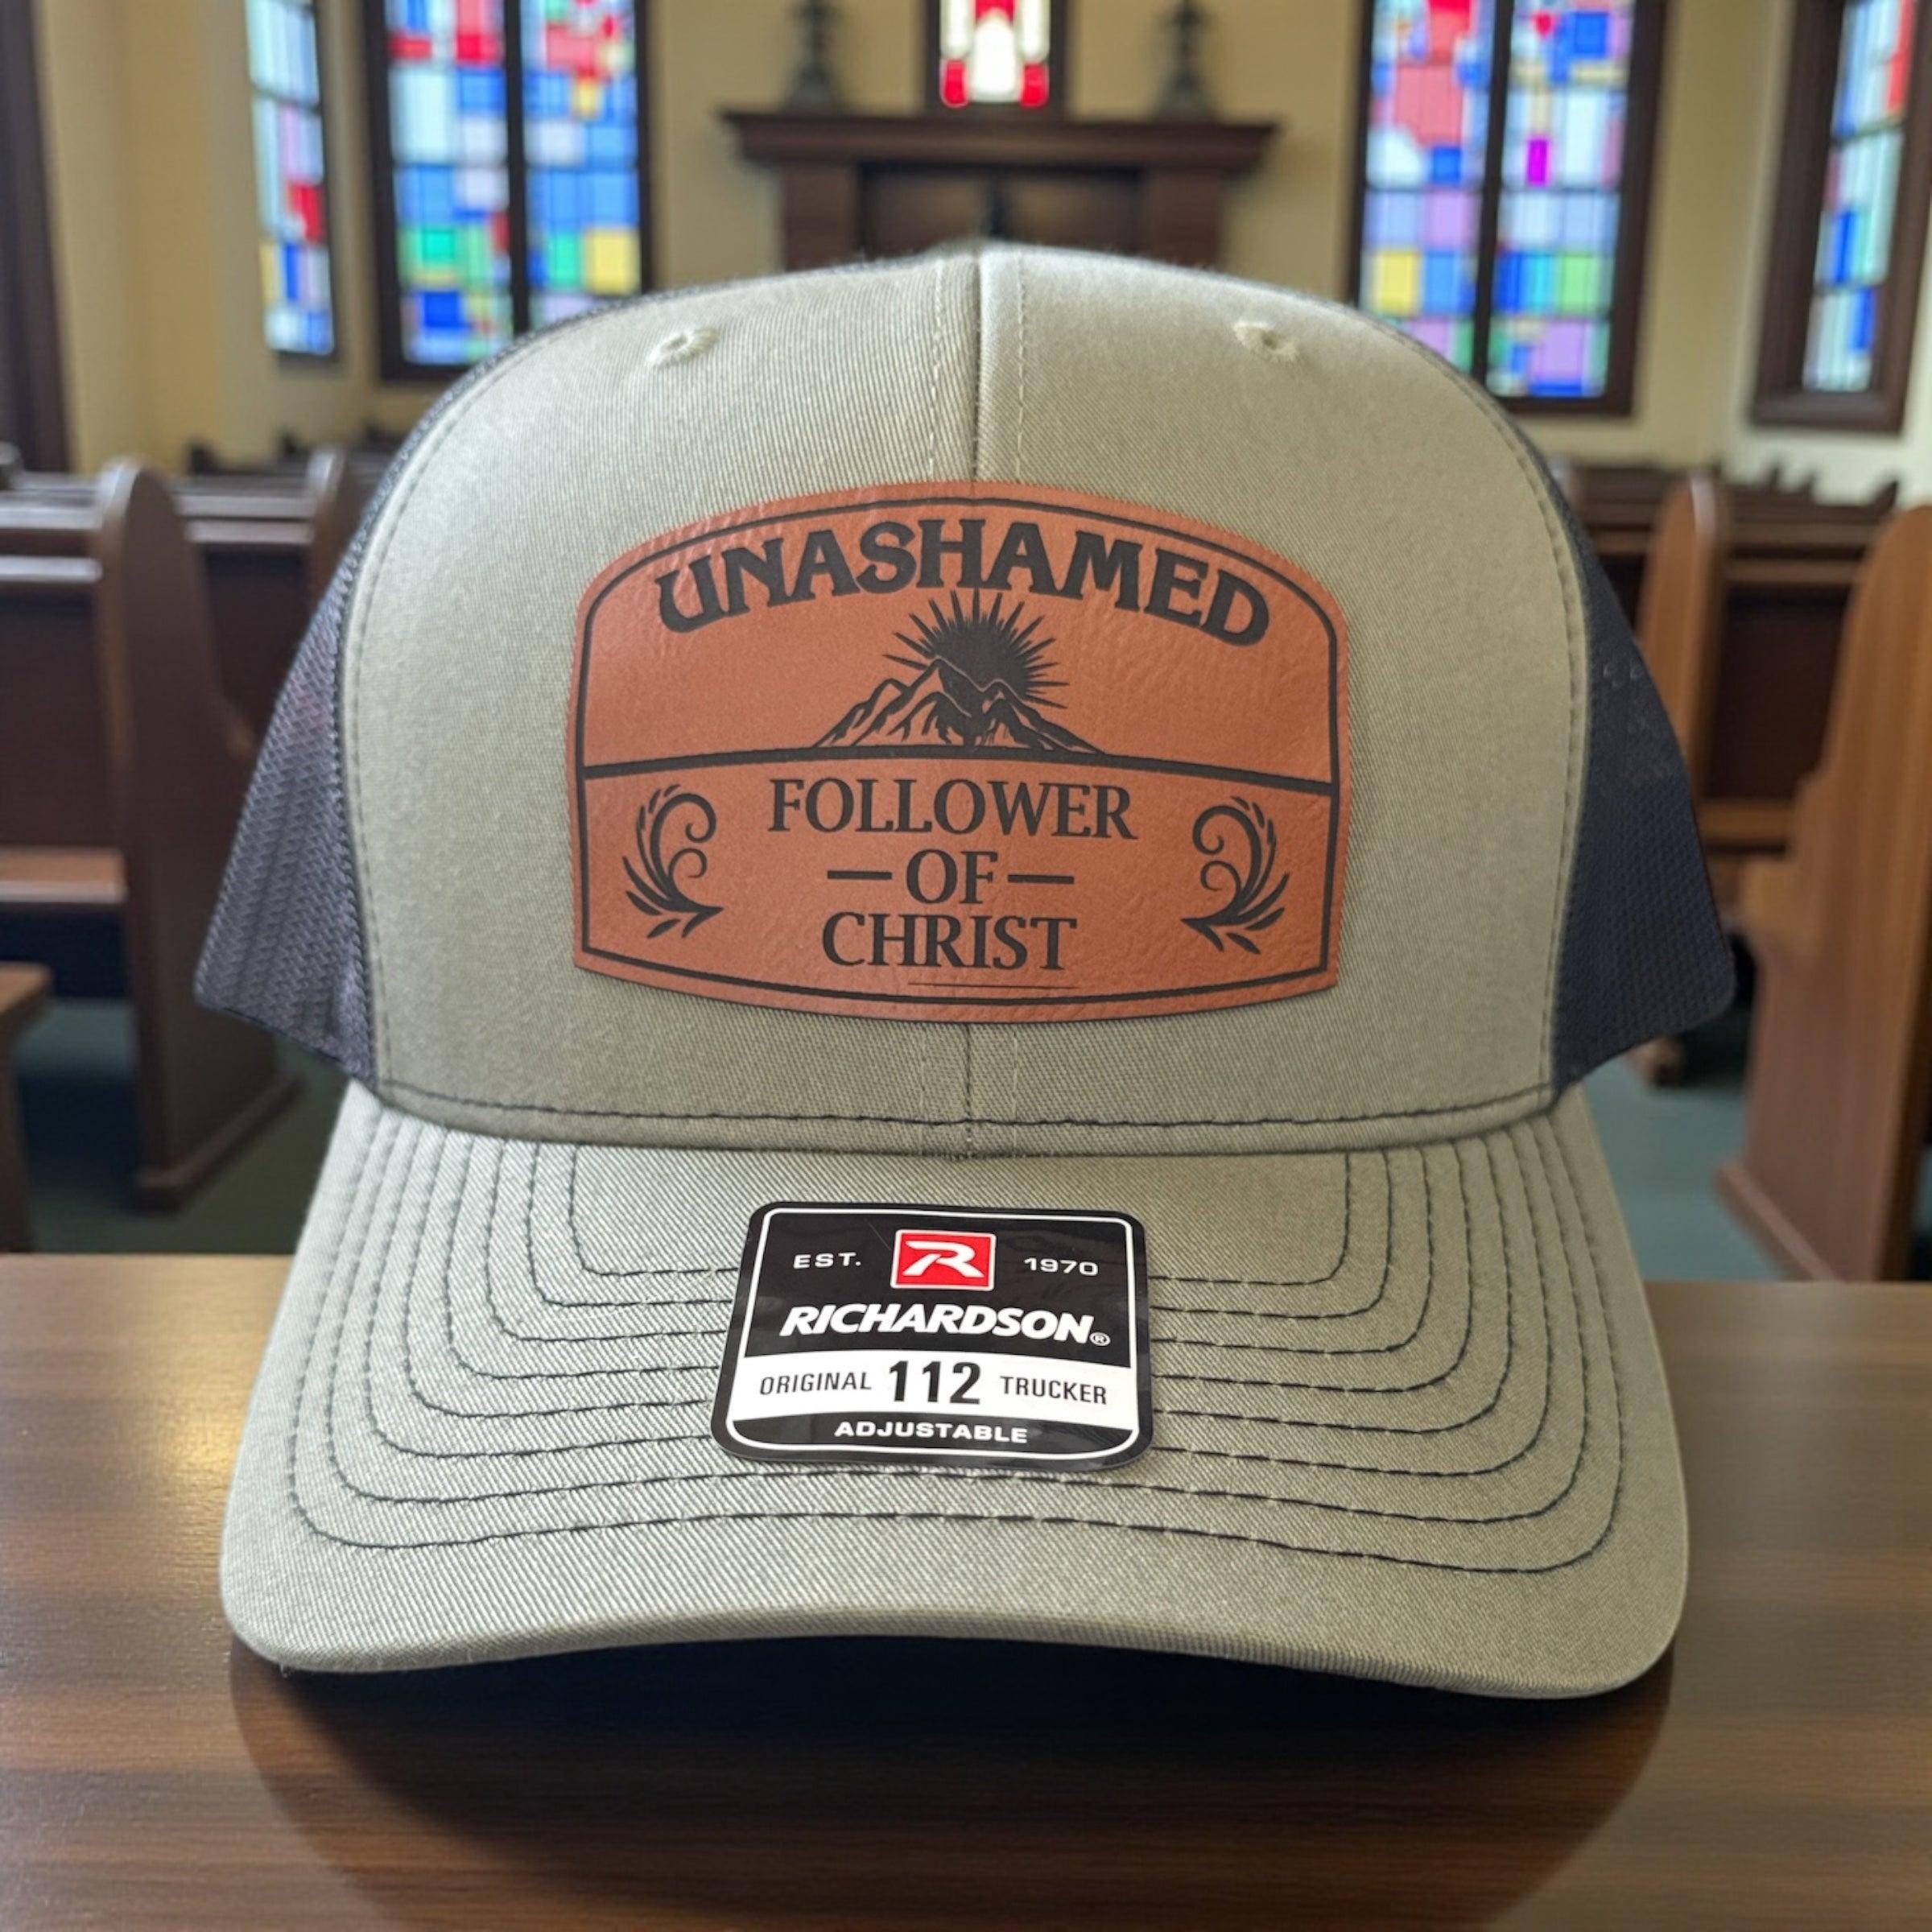 UNASHAMED
FOLLOWER
—OF—
CHRIST
EST. R 1970
RICHARDSON®
ORIGINAL 112 TRUCKER
ADJUSTABLE